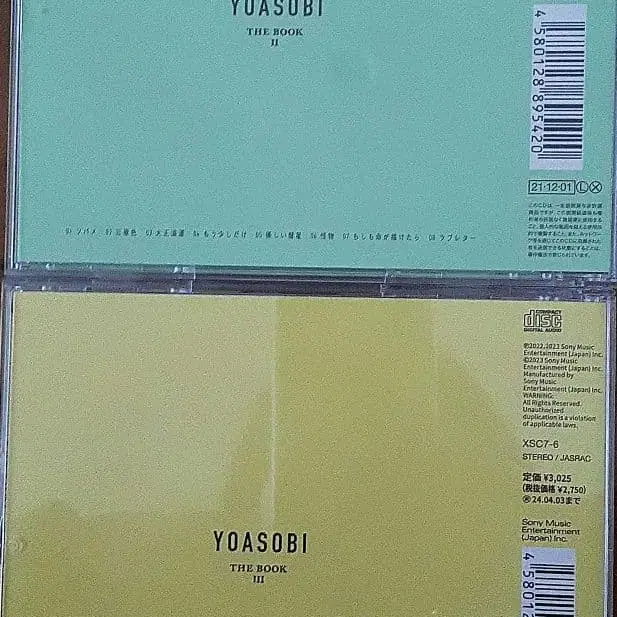 YOASOBI
THE BOOK
II
4 580128 895420
21·12·01 Ⓛ Ⓧ
01 ツバメ 02 三原色 03 大正浪漫 04 もう少しだけ 05 優しい彗星 06 怪物 07 もしも命が描けたら 08 ラブレター
COMPACT
disc
DIGITAL AUDIO
Ⓟ2022,2023 Sony Music
Entertainment (Japan) Inc.
©2023 Sony Music
Entertainment (Japan) Inc.
Manufactured by
Sony Music
Entertainment (Japan) Inc.
WARNING:
All Rights Reserved.
Unauthorized
duplication is a violation
of applicable laws.
XSC7-6
STEREO / JASRAC
定価 ¥3,025
(税抜価格 ¥2,750)
24.04.03まで
Sony Music
Entertainment
(Japan) Inc.
YOASOBI
THE BOOK
III
4 5801